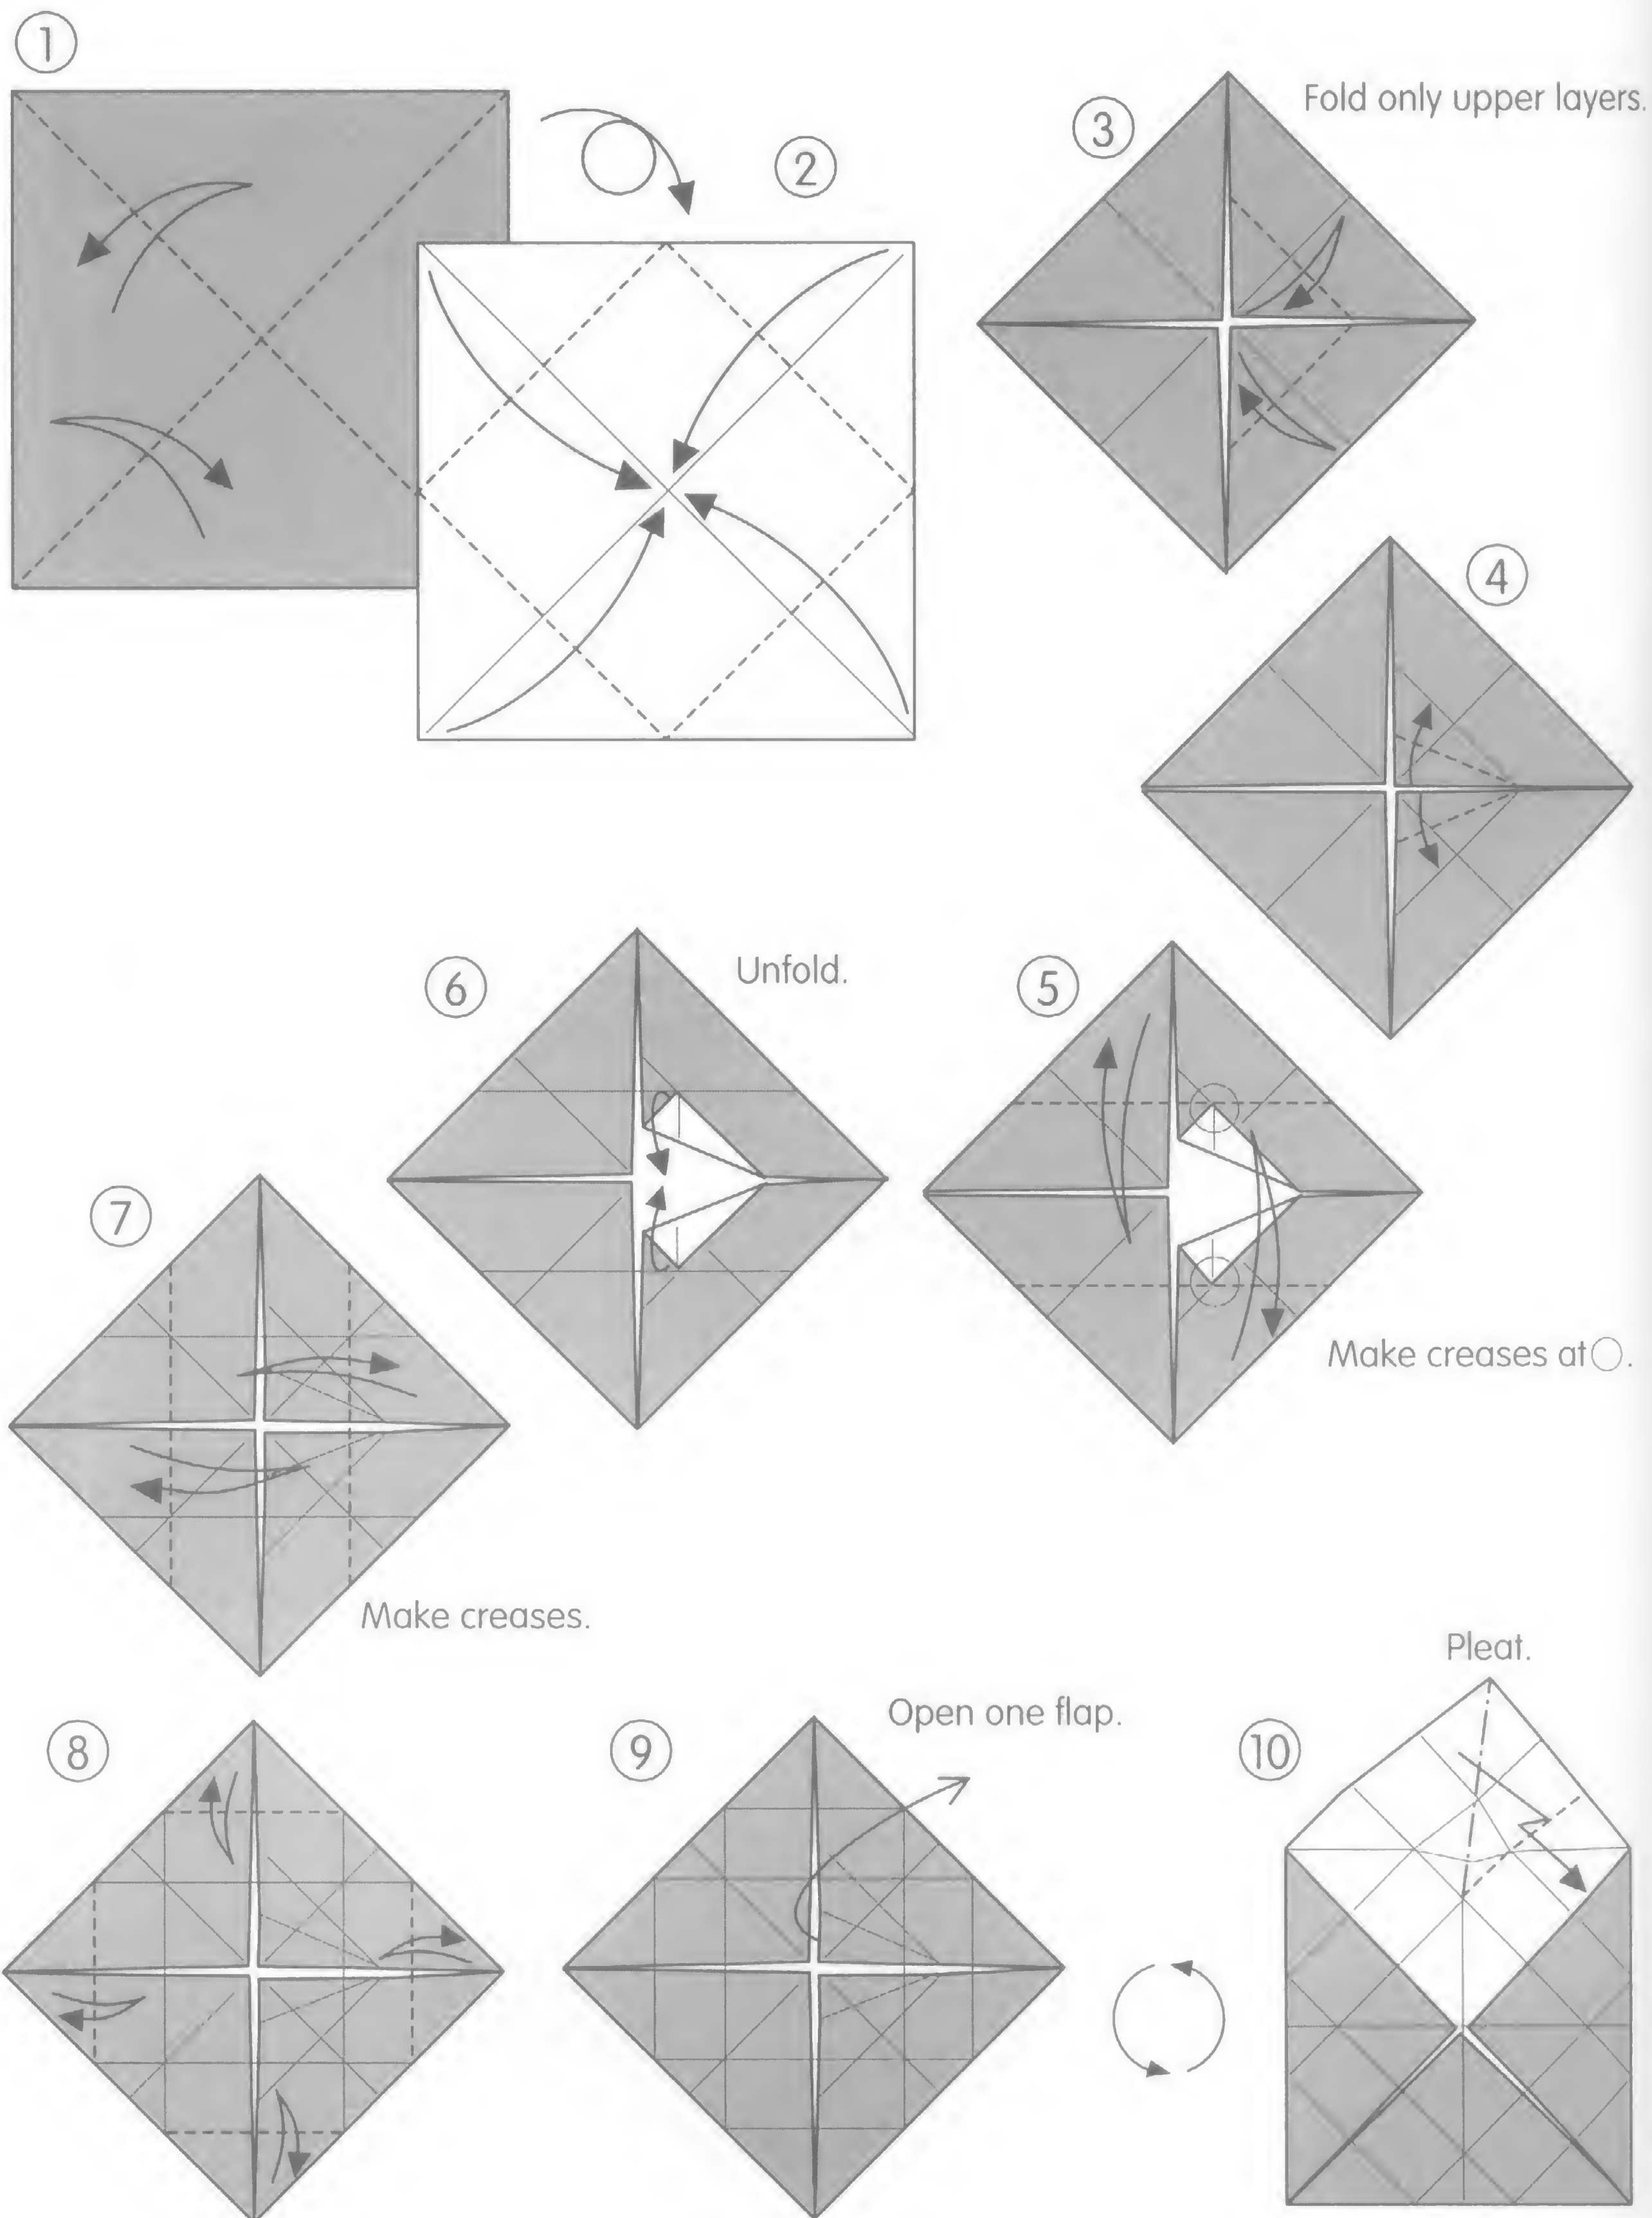 1
2
3
Fold only upper layers.
4
5
Make creases at○.
6
Unfold.
7
Make creases.
8
9
Open one flap.
10
Pleat.